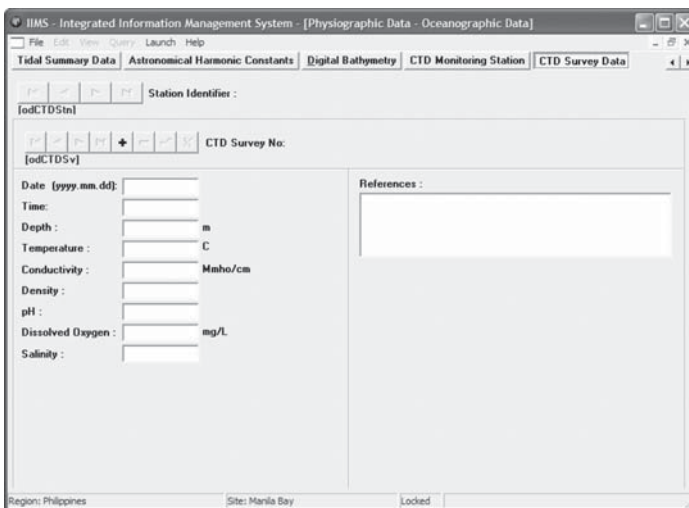 IIMS - Integrated Information Management System - [Physiographic Data - Oceanographic Data]
File Edit View Query Launch Help
Tidal Summary Data Astronomical Harmonic Constants Digital Bathymetry CTD Monitoring Station CTD Survey Data
Station Identifier :
[odCTDStn]
CTD Survey No:
[odCTDSv]
Date (yyyy.mm.dd):
Time:
Depth : m
Temperature : C
Conductivity : Mmho/cm
Density :
pH :
Dissolved Oxygen : mg/L
Salinity :
References :
Region: Philippines Site: Manila Bay Locked